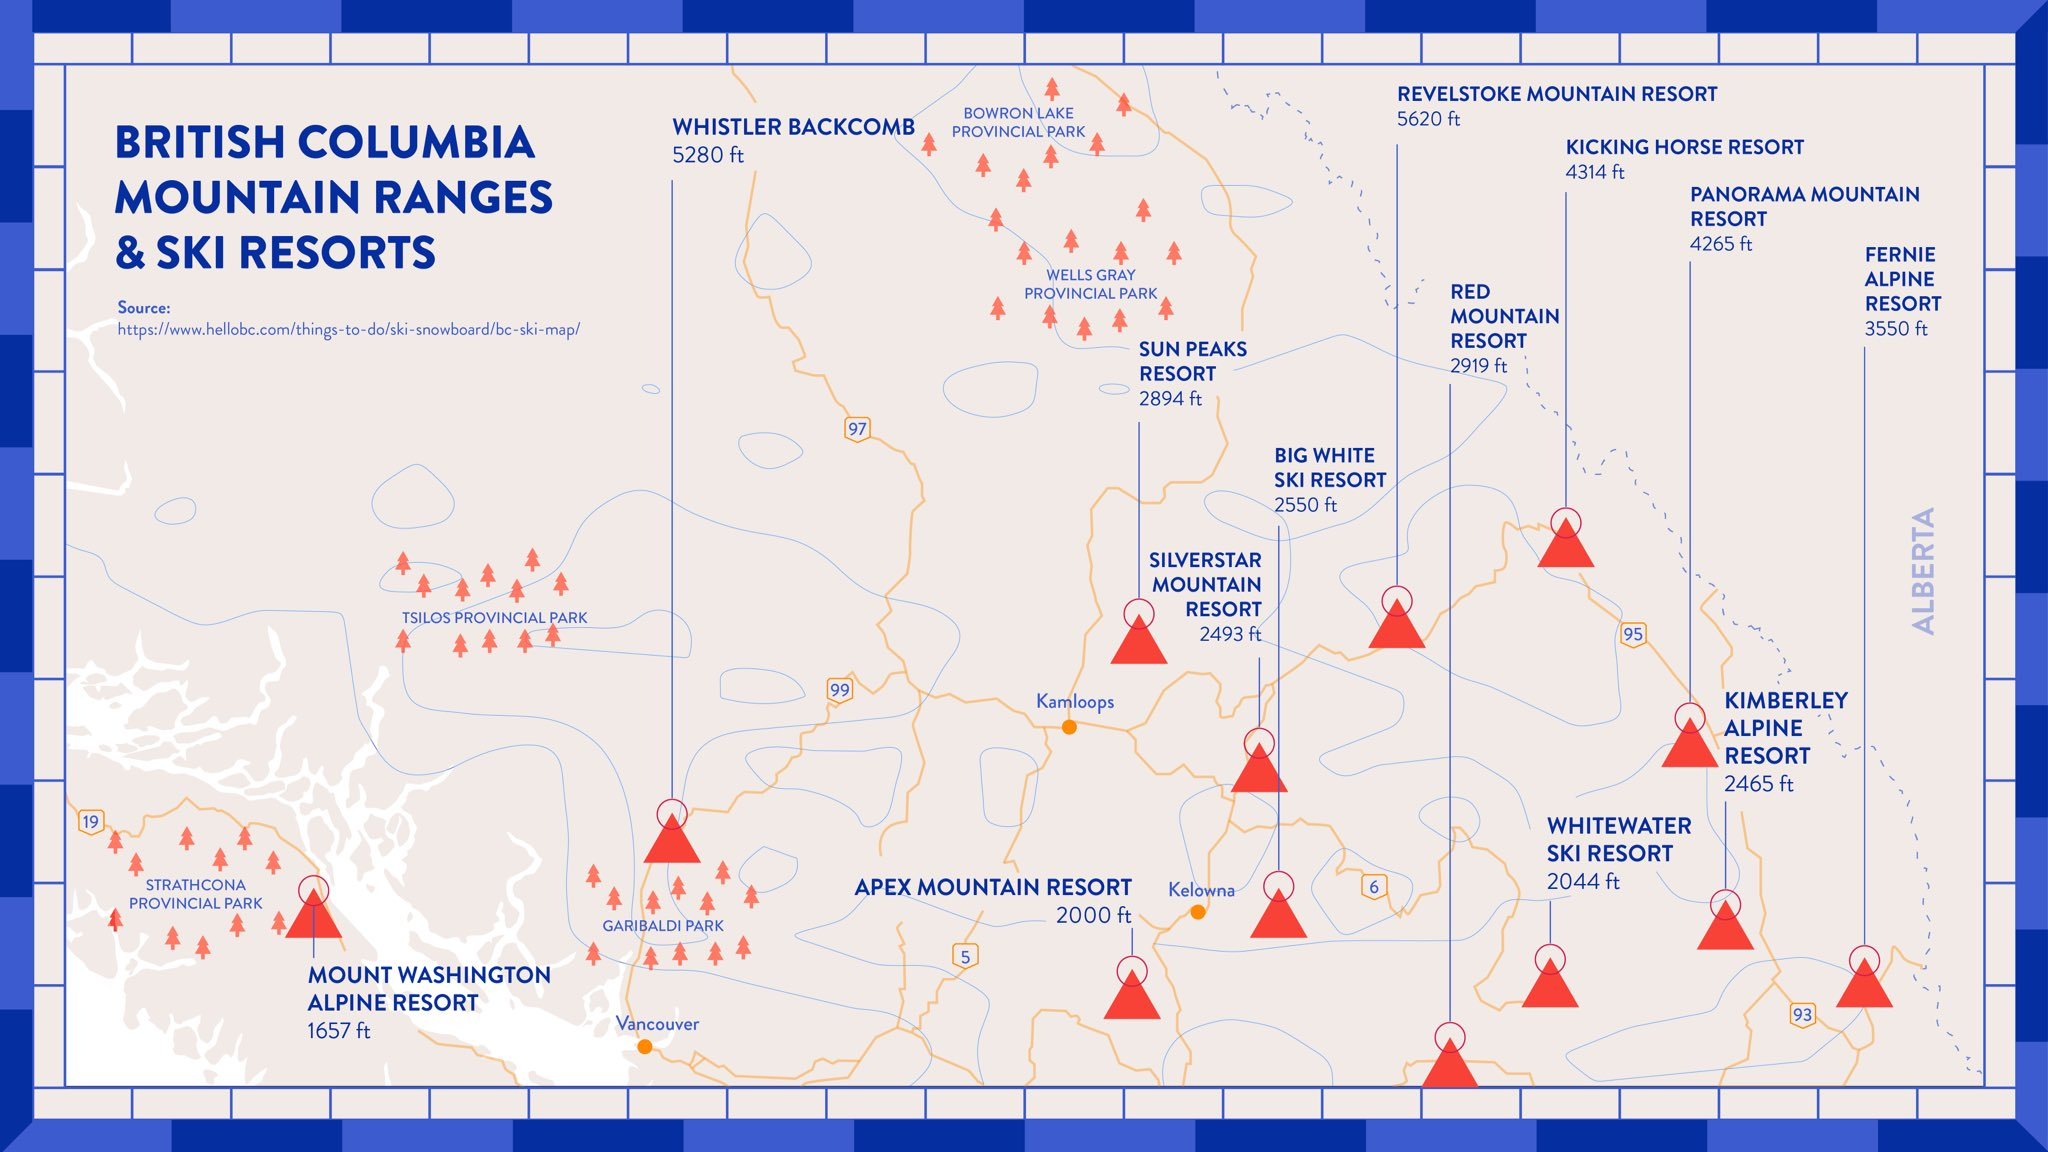 BRITISH COLUMBIA
MOUNTAIN RANGES
& SKI RESORTS
Source:
https://www.hellobc.com/things-to-do/ski-snowboard/bc-ski-map/
WHISTLER BACKCOMB
5280 ft
BOWRON LAKE
PROVINCIAL PARK
WELLS GRAY
PROVINCIAL PARK
REVELSTOKE MOUNTAIN RESORT
5620 ft
KICKING HORSE RESORT
4314 ft
PANORAMA MOUNTAIN
RESORT
4265 ft
FERNIE
ALPINE
RESORT
3550 ft
RED
MOUNTAIN
RESORT
2919 ft
SUN PEAKS
RESORT
2894 ft
97
BIG WHITE
SKI RESORT
2550 ft
SILVERSTAR
MOUNTAIN
RESORT
2493 ft
ALBERTA
TSILOS PROVINCIAL PARK
95
99
Kamloops
KIMBERLEY
ALPINE
RESORT
2465 ft
19
WHITEWATER
SKI RESORT
2044 ft
STRATHCONA
PROVINCIAL PARK
APEX MOUNTAIN RESORT
2000 ft
Kelowna
6
GARIBALDI PARK
5
MOUNT WASHINGTON
ALPINE RESORT
1657 ft
Vancouver
93